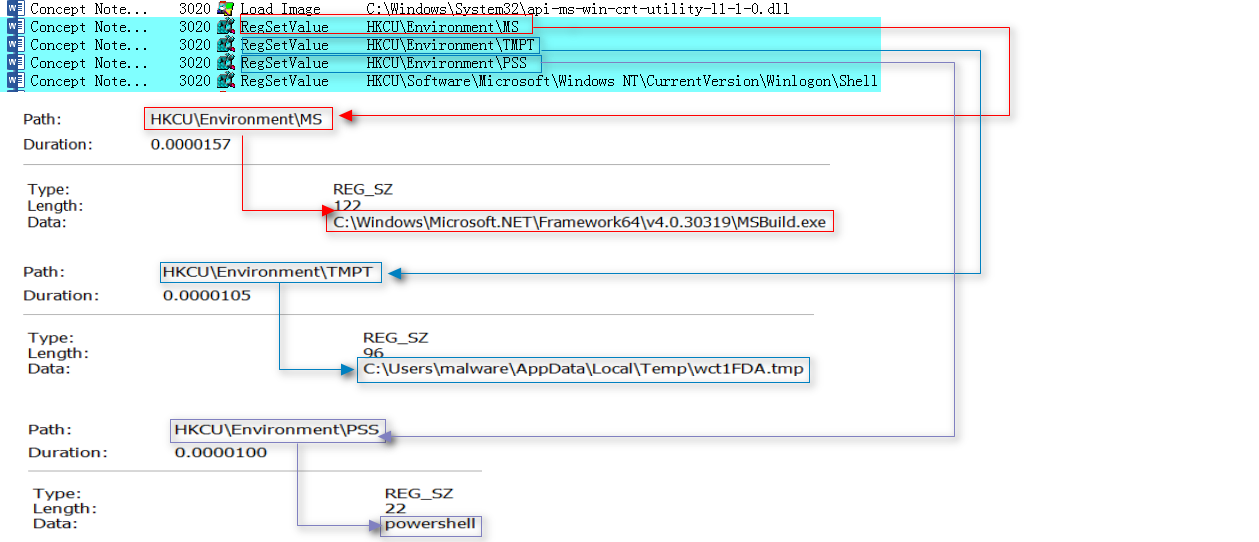 Concept Note... 3020 Load Image C:\Windows\System32\api-ms-win-crt-utility-l1-1-0.dll
Concept Note... 3020 RegSetValue HKCU\Environment\MS
Concept Note... 3020 RegSetValue HKCU\Environment\TMPT
Concept Note... 3020 RegSetValue HKCU\Environment\PSS
Concept Note... 3020 RegSetValue HKCU\Software\Microsoft\Windows NT\CurrentVersion\Winlogon\Shell
Path: HKCU\Environment\MS
Duration: 0.0000157
Type: REG_SZ
Length: 122
Data: C:\Windows\Microsoft.NET\Framework64\v4.0.30319\MSBuild.exe
Path: HKCU\Environment\TMPT
Duration: 0.0000105
Type: REG_SZ
Length: 96
Data: C:\Users\malware\AppData\Local\Temp\wct1FDA.tmp
Path: HKCU\Environment\PSS
Duration: 0.0000100
Type: REG_SZ
Length: 22
Data: powershell